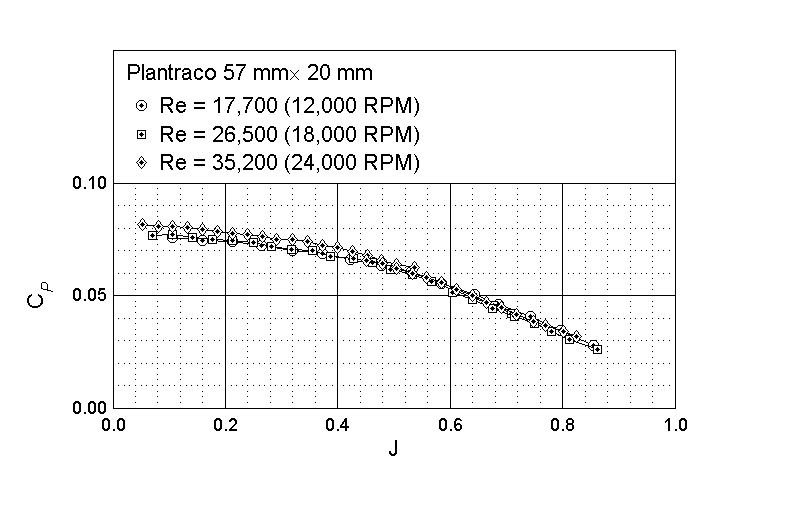 Plantraco 57 mm× 20 mm
Re = 17,700 (12,000 RPM)
Re = 26,500 (18,000 RPM)
Re = 35,200 (24,000 RPM)
0.10
0.05
0.00
C_P
0.0 0.2 0.4 0.6 0.8 1.0
J